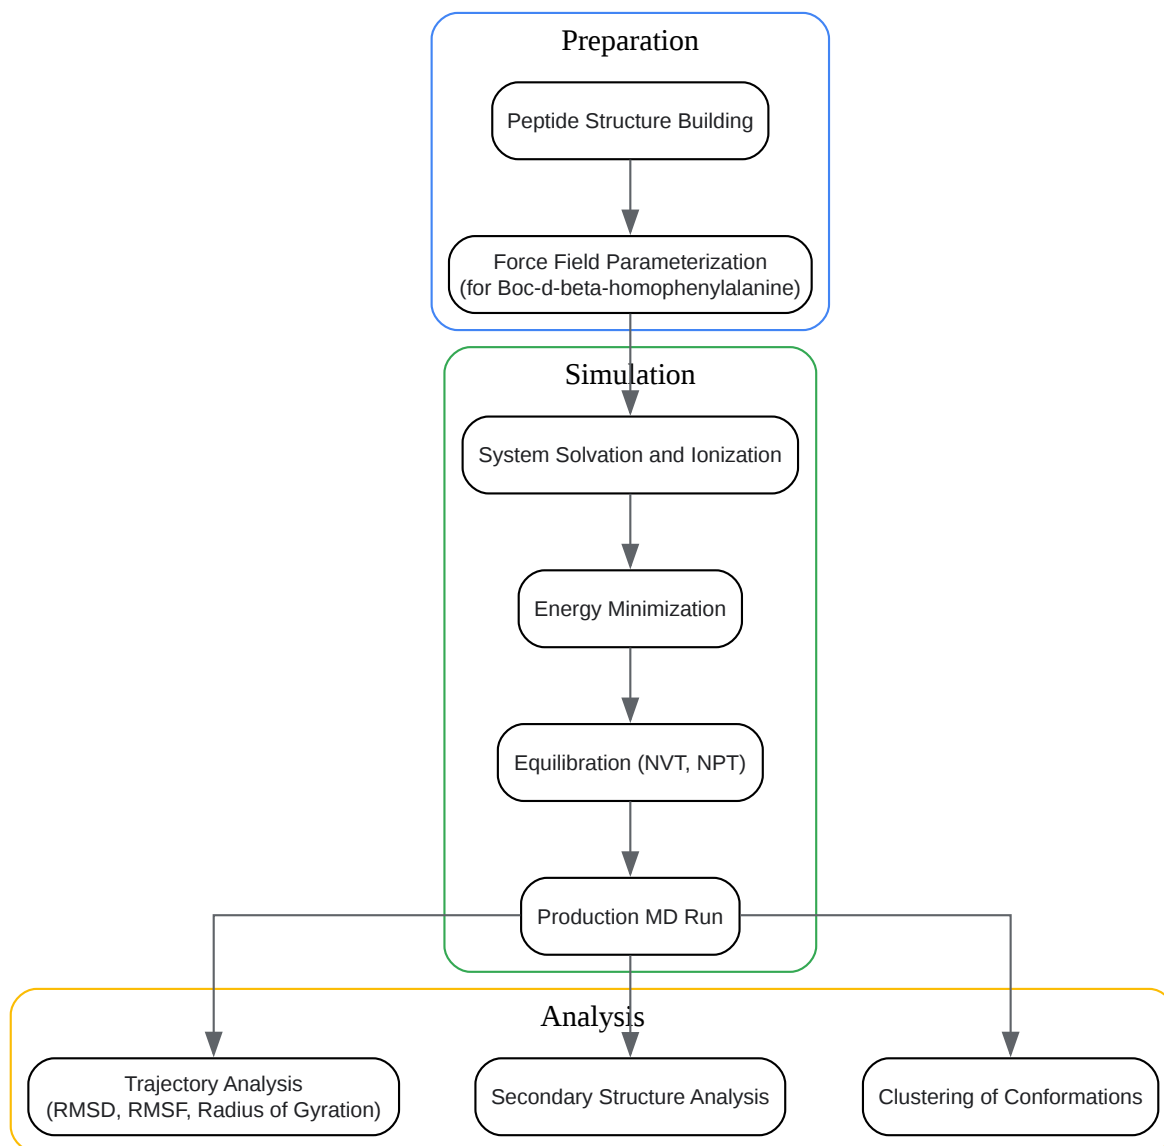 Preparation
Peptide Structure Building
Force Field Parameterization
(for Boc-d-beta-homophenylalanine)
Simulation
System Solvation and Ionization
Energy Minimization
Equilibration (NVT, NPT)
Production MD Run
Analysis
Trajectory Analysis
(RMSD, RMSF, Radius of Gyration)
Secondary Structure Analysis
Clustering of Conformations